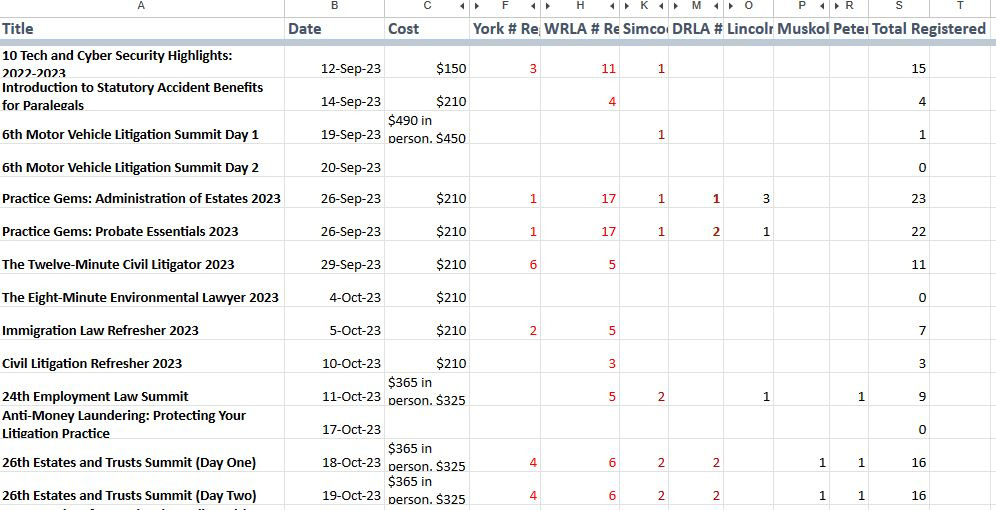 A B C F H K M O P R S T
Title Date Cost York # Re WRLA # Re Simco DRLA # Lincoln Muskol Peter Total Registered
10 Tech and Cyber Security Highlights:
2022-2023 12-Sep-23 $150 3 11 1 15
Introduction to Statutory Accident Benefits
for Paralegals 14-Sep-23 $210 4 4
$490 in
6th Motor Vehicle Litigation Summit Day 1 19-Sep-23 person, $450 1 1
6th Motor Vehicle Litigation Summit Day 2 20-Sep-23 0
Practice Gems: Administration of Estates 2023 26-Sep-23 $210 1 17 1 1 3 23
Practice Gems: Probate Essentials 2023 26-Sep-23 $210 1 17 1 2 1 22
The Twelve-Minute Civil Litigator 2023 29-Sep-23 $210 6 5 11
The Eight-Minute Environmental Lawyer 2023 4-Oct-23 $210 0
Immigration Law Refresher 2023 5-Oct-23 $210 2 5 7
Civil Litigation Refresher 2023 10-Oct-23 $210 3 3
$365 in
24th Employment Law Summit 11-Oct-23 person, $325 5 2 1 1 9
Anti-Money Laundering: Protecting Your
Litigation Practice 17-Oct-23 0
$365 in
26th Estates and Trusts Summit (Day One) 18-Oct-23 person, $325 4 6 2 2 1 1 16
$365 in
26th Estates and Trusts Summit (Day Two) 19-Oct-23 person, $325 4 6 2 2 1 1 16